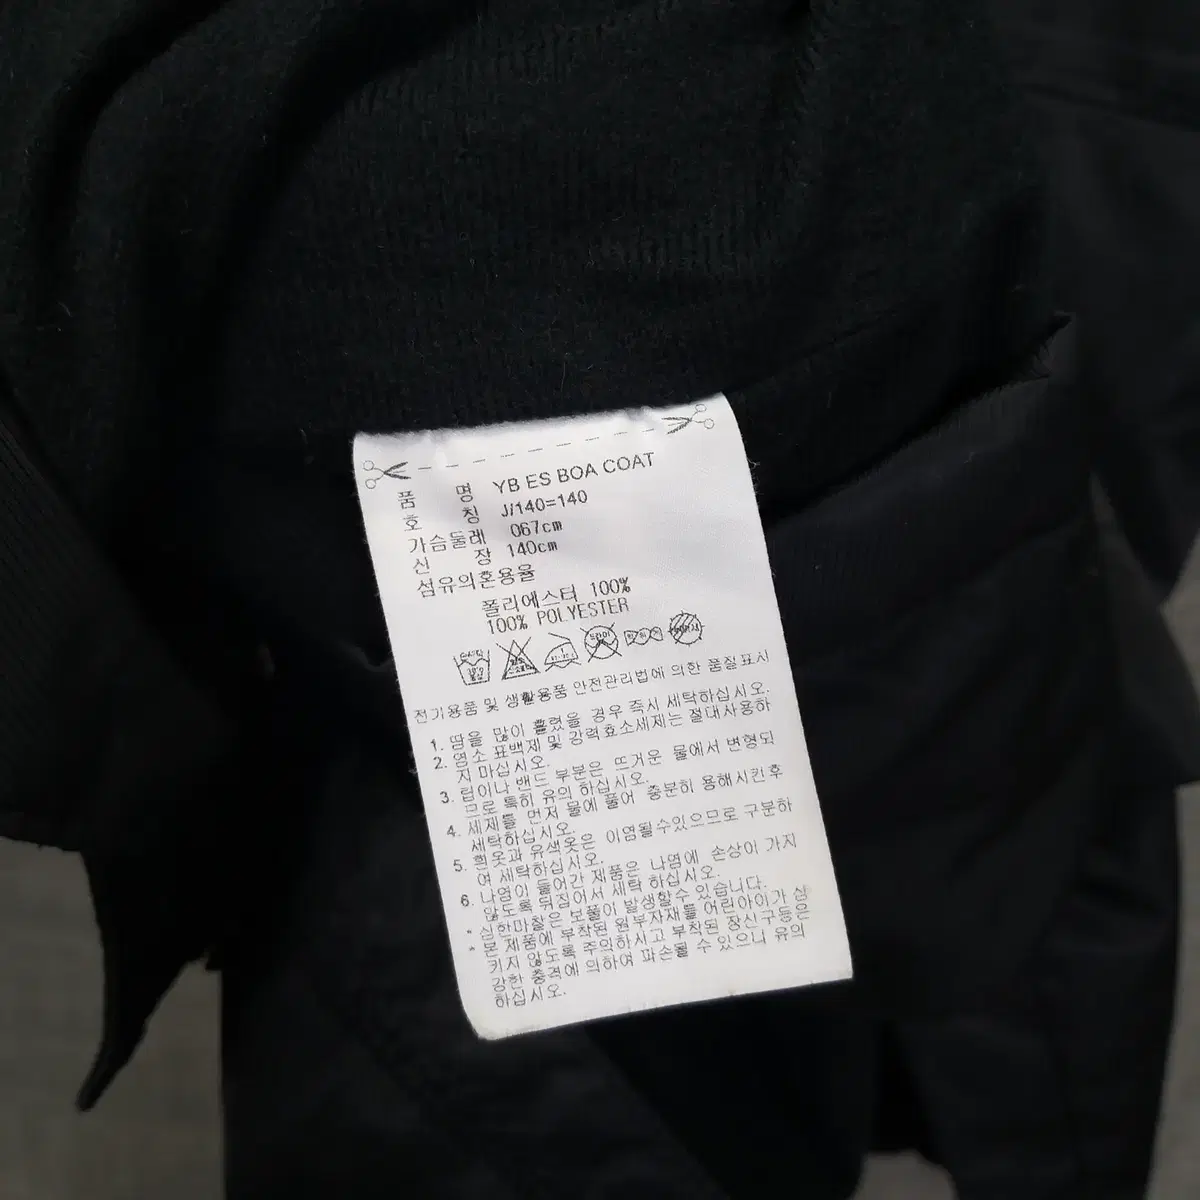 품 명 YB ES BOA COAT
호 칭 J/140=140
가슴둘레 067cm
신 장 140cm
섬유의혼용율
폴리에스터 100%
100% POLYESTER
전기용품 및 생활용품 안전관리법에 의한 품질표시
1. 땀을 많이 흘렸을 경우 즉시 세탁하십시오.
2. 염소 표백제 및 강력효소세제는 절대사용하
지 마십시오.
3. 립이나 밴드 부분은 뜨거운 물에서 변형되
므로 특히 유의 하십시오.
4. 세제를 먼저 물에 풀어 충분히 용해시킨후
세탁하십시오.
5. 흰옷과 유색옷은 이염될수있으므로 구분하
여 세탁하십시오.
6. 나염이 들어간 제품은 나염에 손상이 가지
않도록 뒤집어서 세탁 하십시오.
* 심한마찰은 보풀이 발생할수 있습니다.
* 본 제품에 부착된 원부자재를 어린아이가 삼
키지 않도록 주의하시고 부착된 장신구등은
강한 충격에 의하여 파손될 수 있으니 유의
하십시오.